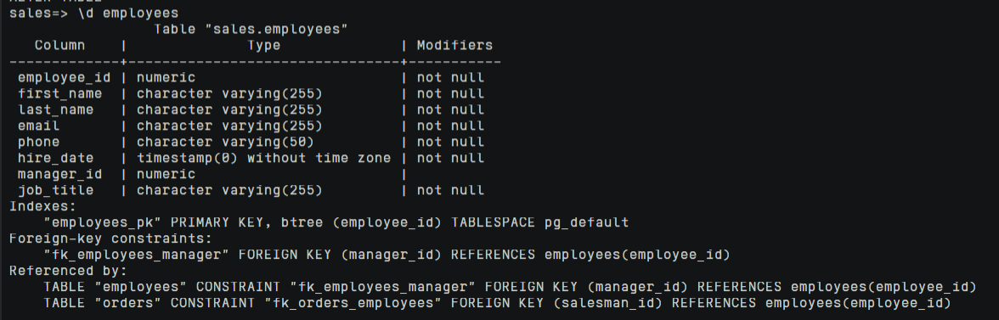 sales=> \d employees
                 Table "sales.employees"
   Column    |              Type              | Modifiers
-------------+--------------------------------+-----------
 employee_id | numeric                        | not null
 first_name  | character varying(255)         | not null
 last_name   | character varying(255)         | not null
 email       | character varying(255)         | not null
 phone       | character varying(50)          | not null
 hire_date   | timestamp(0) without time zone | not null
 manager_id  | numeric                        |
 job_title   | character varying(255)         | not null
Indexes:
    "employees_pk" PRIMARY KEY, btree (employee_id) TABLESPACE pg_default
Foreign-key constraints:
    "fk_employees_manager" FOREIGN KEY (manager_id) REFERENCES employees(employee_id)
Referenced by:
    TABLE "employees" CONSTRAINT "fk_employees_manager" FOREIGN KEY (manager_id) REFERENCES employees(employee_id)
    TABLE "orders" CONSTRAINT "fk_orders_employees" FOREIGN KEY (salesman_id) REFERENCES employees(employee_id)